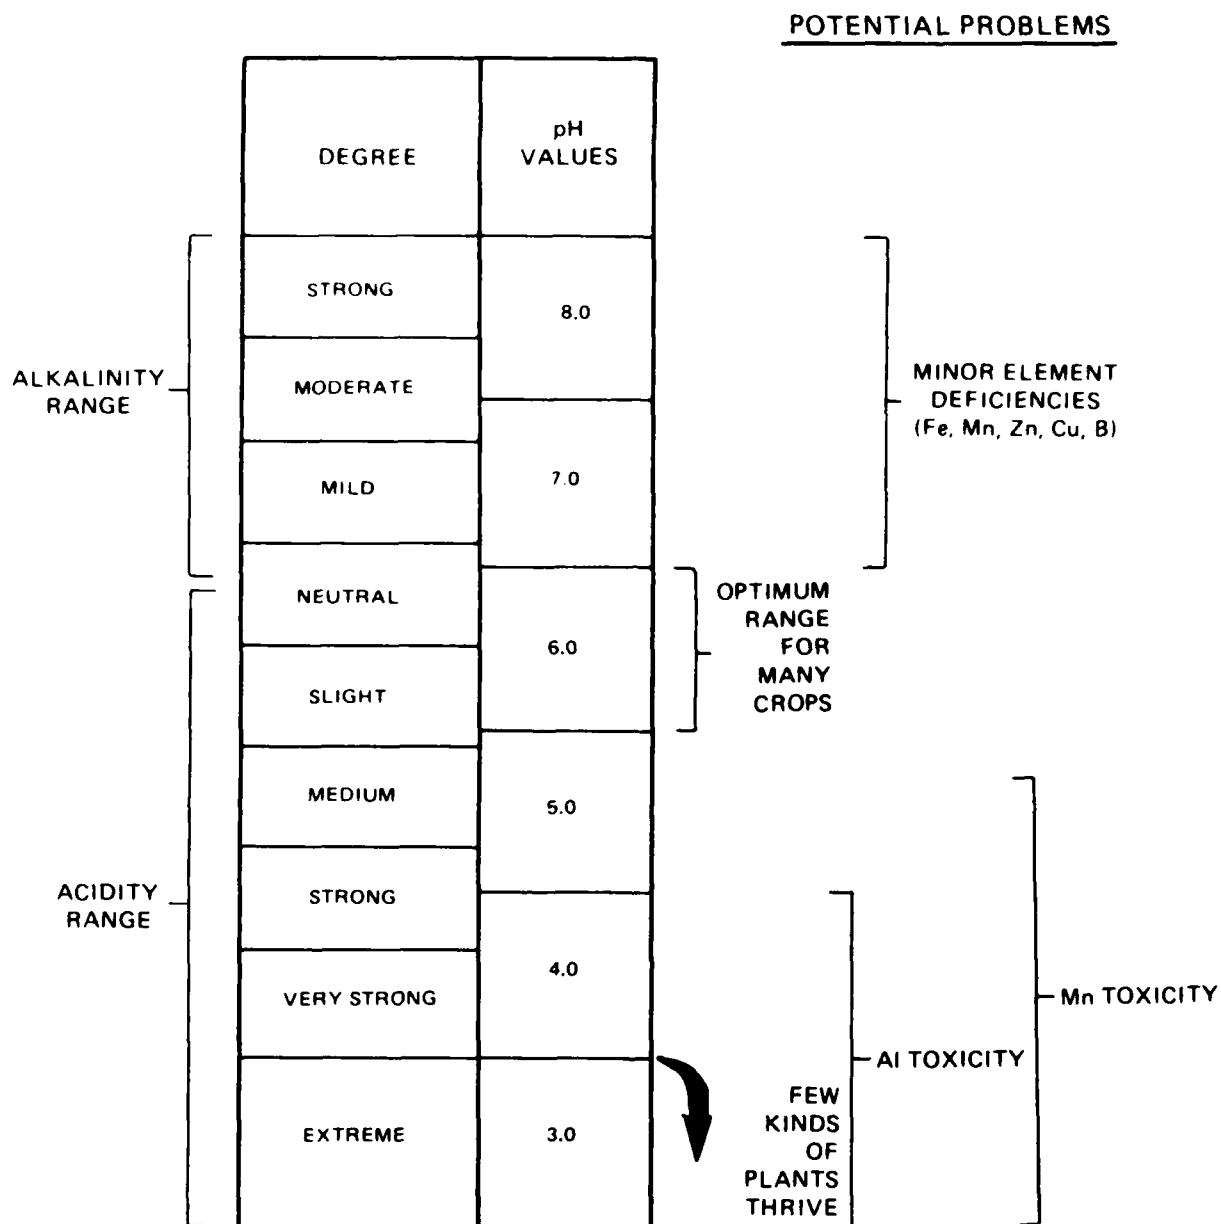 POTENTIAL PROBLEMS
DEGREE
pH
VALUES
STRONG
8.0
ALKALINITY
RANGE
MODERATE
MINOR ELEMENT
DEFICIENCIES
(Fe, Mn, Zn, Cu, B)
MILD
7.0
NEUTRAL
OPTIMUM
RANGE
FOR
MANY
CROPS
6.0
SLIGHT
MEDIUM
5.0
ACIDITY
RANGE
STRONG
VERY STRONG
4.0
Mn TOXICITY
Al TOXICITY
EXTREME
3.0
FEW
KINDS
OF
PLANTS
THRIVE